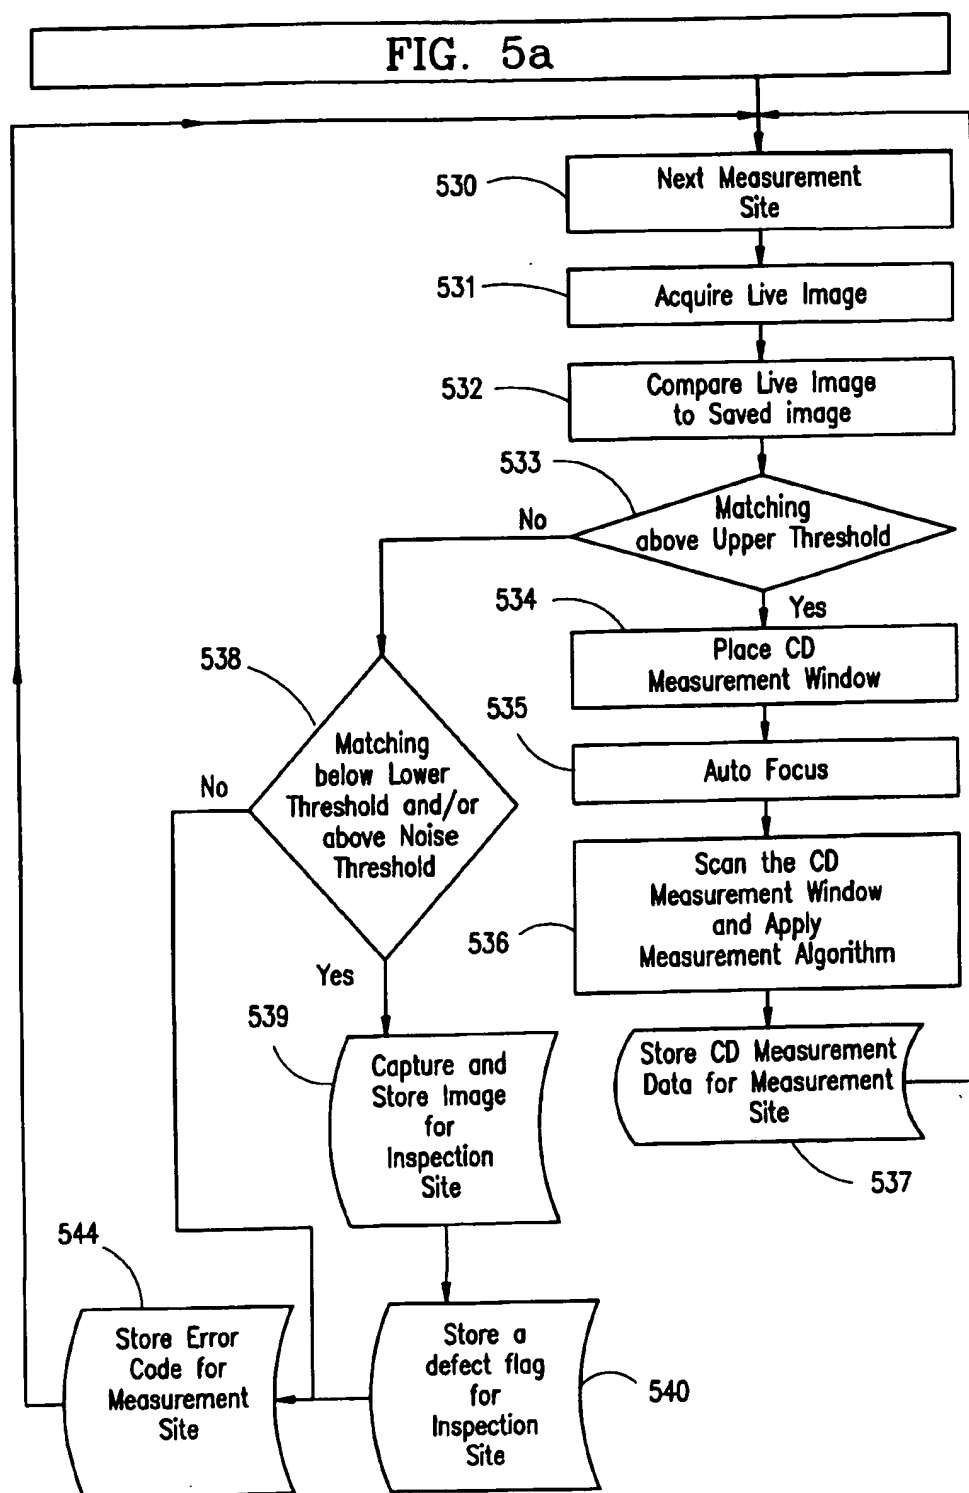 FIG. 5a
530
Next Measurement
Site
531
Acquire Live Image
532
Compare Live Image
to Saved image
533
Matching
above Upper Threshold
No
Yes
534
Place CD
Measurement Window
535
Auto Focus
536
Scan the CD
Measurement Window
and Apply
Measurement Algorithm
Store CD Measurement
Data for Measurement
Site
537
538
Matching
below Lower
Threshold and/or
above Noise
Threshold
No
Yes
539
Capture and
Store Image
for
Inspection
Site
544
Store Error
Code for
Measurement
Site
Store a
defect flag
for
Inspection
Site
540